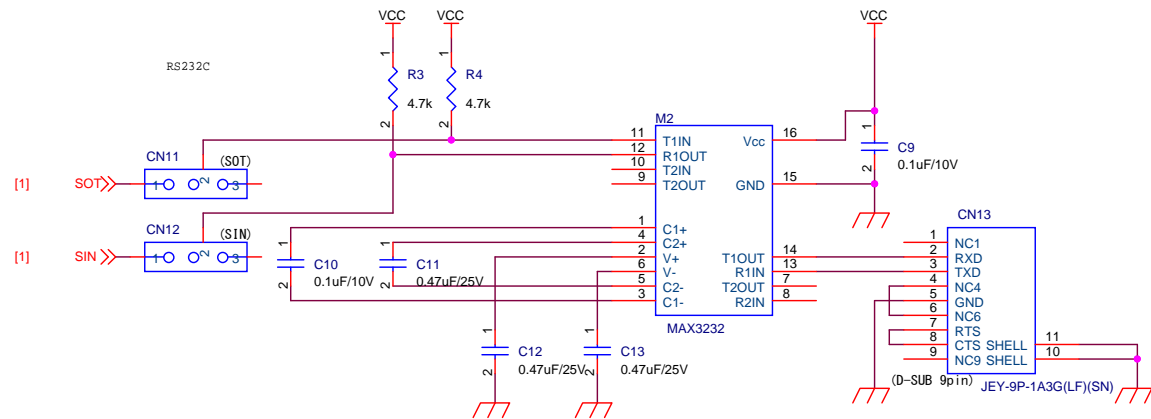 VCC VCC VCC
RS232C
1 1
R3 R4
4.7k 4.7k
2 2
M2
11 T1IN Vcc 16
12 R1OUT
10 T2IN
9 T2OUT GND 15
1
C9
0.1uF/10V
2
CN11 (SOT)
[1] SOT 1 2 3
CN12 (SIN)
[1] SIN 1 2 3
1 C1+
4 C2+
2 V+ T1OUT 14
6 V- R1IN 13
5 C2- T2OUT 7
3 C1- R2IN 8
MAX3232
1 1
C10 C11
0.1uF/10V 0.47uF/25V
2 2
1 1
C12 C13
0.47uF/25V 0.47uF/25V
2 2
CN13
1 NC1
2 RXD
3 TXD
4 NC4
5 GND
6 NC6
7 RTS
8 CTS SHELL 11
9 NC9 SHELL 10
(D-SUB 9pin) JEY-9P-1A3G(LF)(SN)